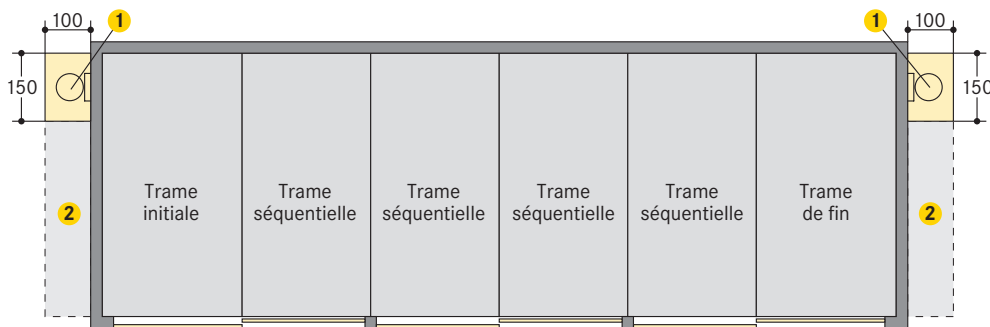 100
1
1
100
150
150
Trame
initiale
Trame
séquentielle
Trame
séquentielle
Trame
séquentielle
Trame
séquentielle
Trame
de fin
2
2